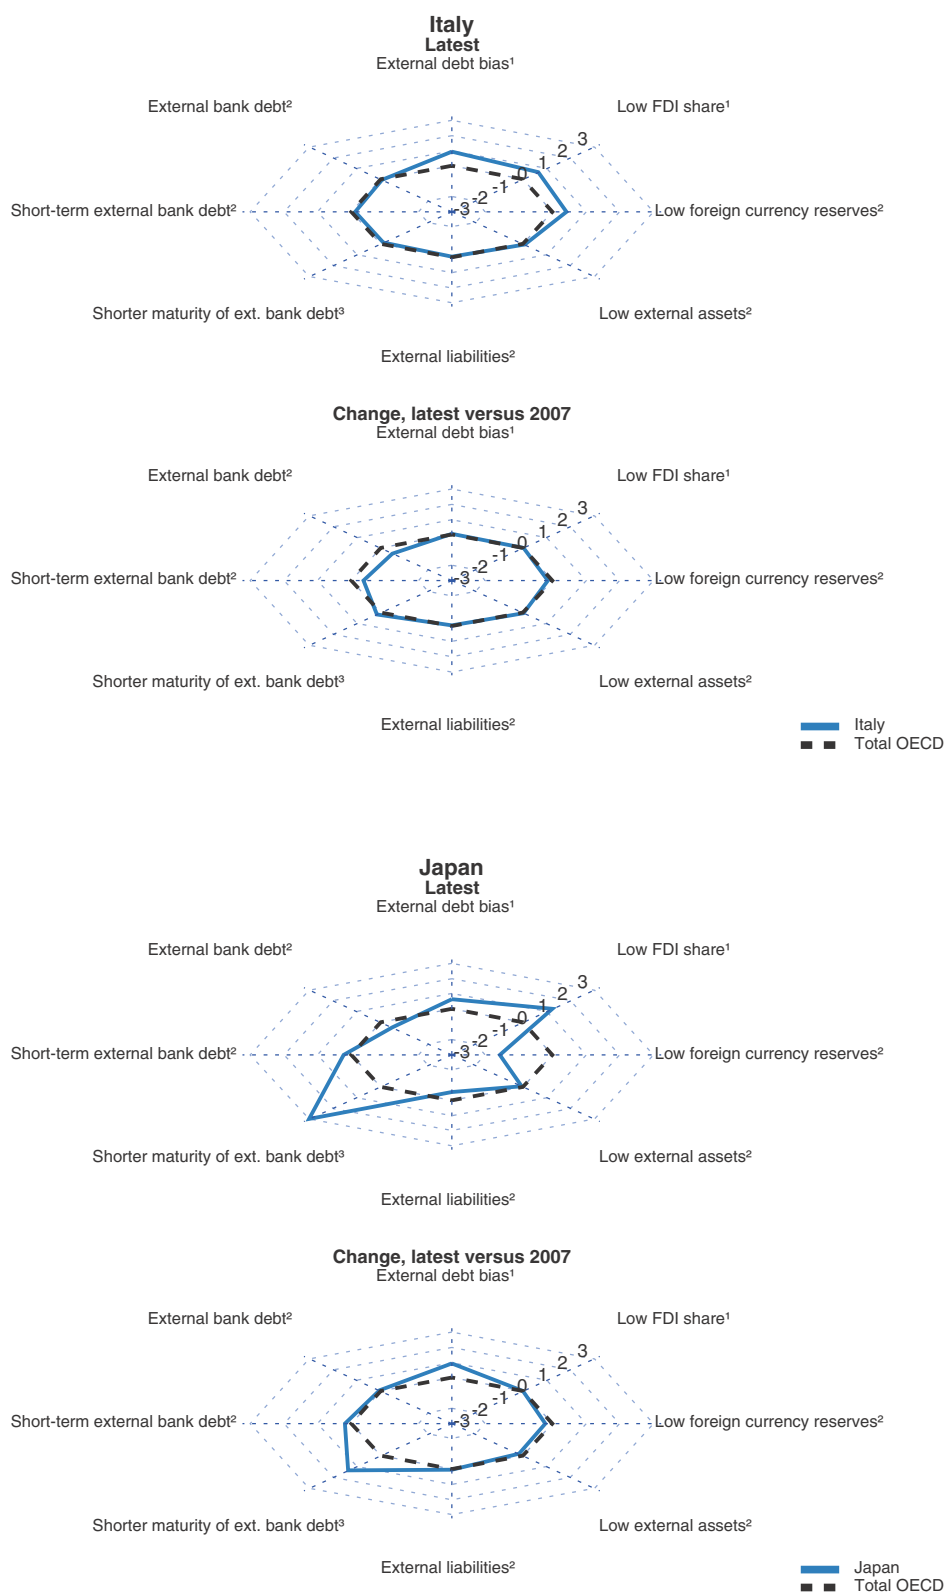 Italy
Latest
External debt bias¹
External bank debt²
Low FDI share¹
3
2
1
0
-1
-2
-3
Short-term external bank debt²
Low foreign currency reserves²
Shorter maturity of ext. bank debt³
Low external assets²
External liabilities²
Change, latest versus 2007
External debt bias¹
External bank debt²
Low FDI share¹
3
2
1
0
-1
-2
-3
Short-term external bank debt²
Low foreign currency reserves²
Shorter maturity of ext. bank debt³
Low external assets²
External liabilities²
Italy
Total OECD
Japan
Latest
External debt bias¹
External bank debt²
Low FDI share¹
3
2
1
0
-1
-2
-3
Short-term external bank debt²
Low foreign currency reserves²
Shorter maturity of ext. bank debt³
Low external assets²
External liabilities²
Change, latest versus 2007
External debt bias¹
External bank debt²
Low FDI share¹
3
2
1
0
-1
-2
-3
Short-term external bank debt²
Low foreign currency reserves²
Shorter maturity of ext. bank debt³
Low external assets²
External liabilities²
Japan
Total OECD